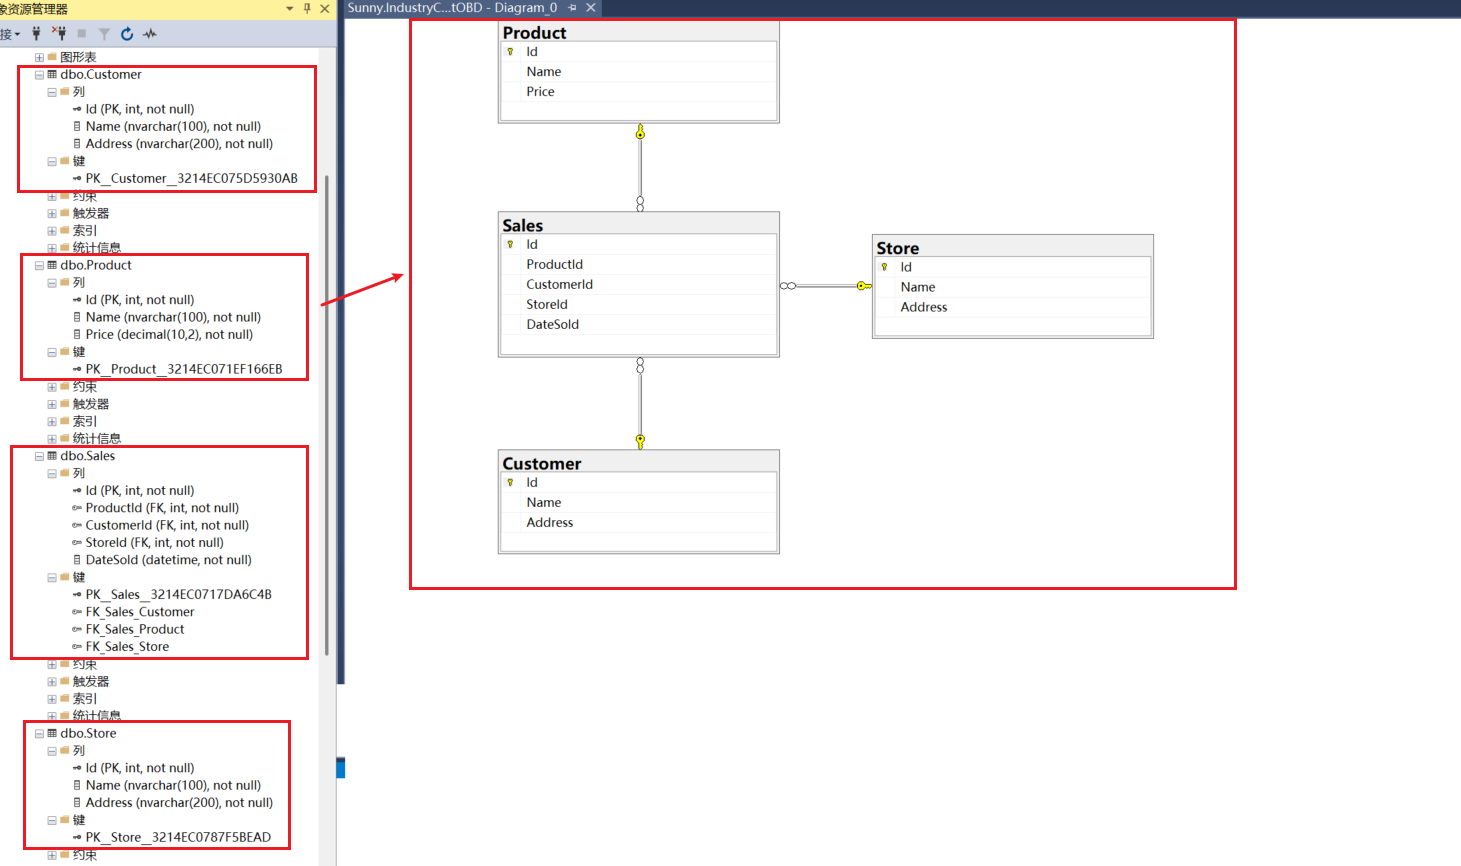 象资源管理器
接
图形表
dbo.Customer
列
Id (PK, int, not null)
Name (nvarchar(100), not null)
Address (nvarchar(200), not null)
键
PK__Customer__3214EC075D5930AB
约束
触发器
索引
统计信息
dbo.Product
列
Id (PK, int, not null)
Name (nvarchar(100), not null)
Price (decimal(10,2), not null)
键
PK__Product__3214EC071EF166EB
约束
触发器
索引
统计信息
dbo.Sales
列
Id (PK, int, not null)
ProductId (FK, int, not null)
CustomerId (FK, int, not null)
StoreId (FK, int, not null)
DateSold (datetime, not null)
键
PK__Sales__3214EC0717DA6C4B
FK_Sales_Customer
FK_Sales_Product
FK_Sales_Store
约束
触发器
索引
统计信息
dbo.Store
列
Id (PK, int, not null)
Name (nvarchar(100), not null)
Address (nvarchar(200), not null)
键
PK__Store__3214EC0787F5BEAD
约束
Sunny.IndustryC...tOBD - Diagram_0
Product
Id
Name
Price
Sales
Id
ProductId
CustomerId
StoreId
DateSold
Store
Id
Name
Address
Customer
Id
Name
Address